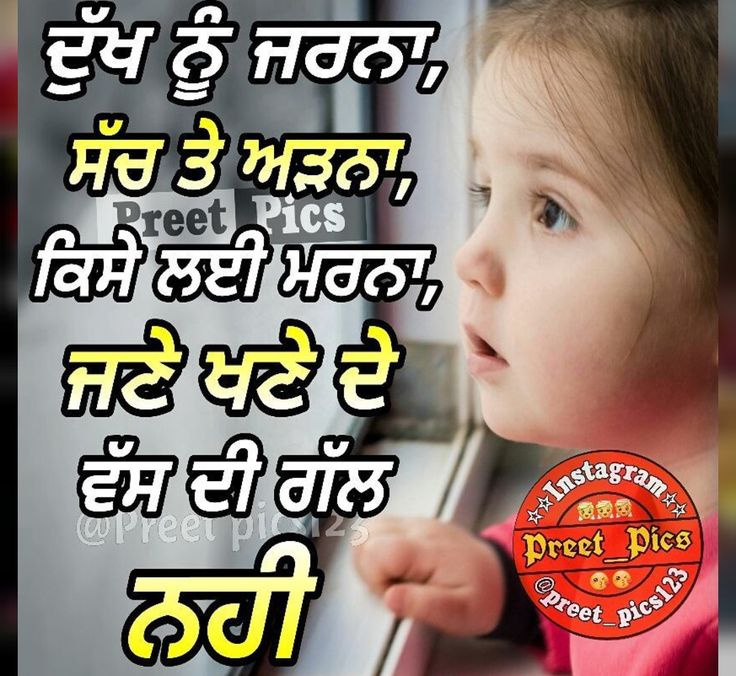 ਦੁੱਖ ਨੂੰ ਜਰਨਾ,
ਸੱਚ ਤੇ ਅੜਨਾ,
Preet Pics
ਕਿਸੇ ਲਈ ਮਰਨਾ,
ਜਣੇ ਖਣੇ ਦੇ
ਵੱਸ ਦੀ ਗੱਲ
@Preet pics123
ਨਹੀ
Instagram
Preet_Pics
@preet_pics123